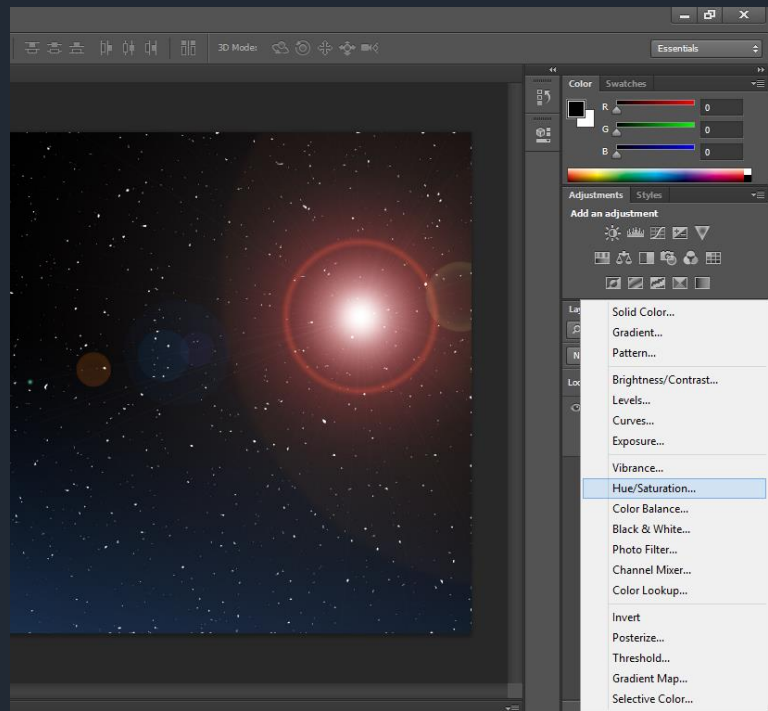 3D Mode:
Essentials
Color Swatches
R 0
G 0
B 0
Adjustments Styles
Add an adjustment
Solid Color...
Gradient...
Pattern...
Brightness/Contrast...
Levels...
Curves...
Exposure...
Vibrance...
Hue/Saturation...
Color Balance...
Black & White...
Photo Filter...
Channel Mixer...
Color Lookup...
Invert
Posterize...
Threshold...
Gradient Map...
Selective Color...